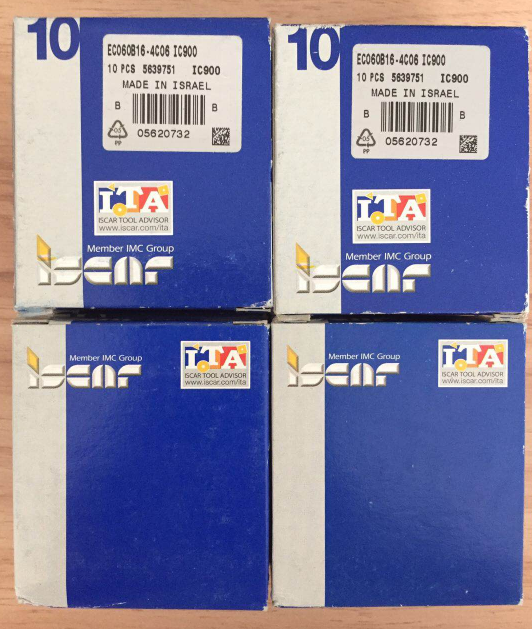 10
EC060B16-4C06 IC900
10 PCS 5639751 IC900
MADE IN ISRAEL
B B
05620732
05
PP
ITA
ISCAR TOOL ADVISOR
www.iscar.com/ita
Member IMC Group
iscar
10
EC060B16-4C06 IC900
10 PCS 5639751 IC900
MADE IN ISRAEL
B B
05620732
05
PP
ITA
ISCAR TOOL ADVISOR
www.iscar.com/ita
Member IMC Group
iscar
Member IMC Group
iscar
ITA
ISCAR TOOL ADVISOR
www.iscar.com/ita
Member IMC Group
iscar
ITA
ISCAR TOOL ADVISOR
www.iscar.com/ita